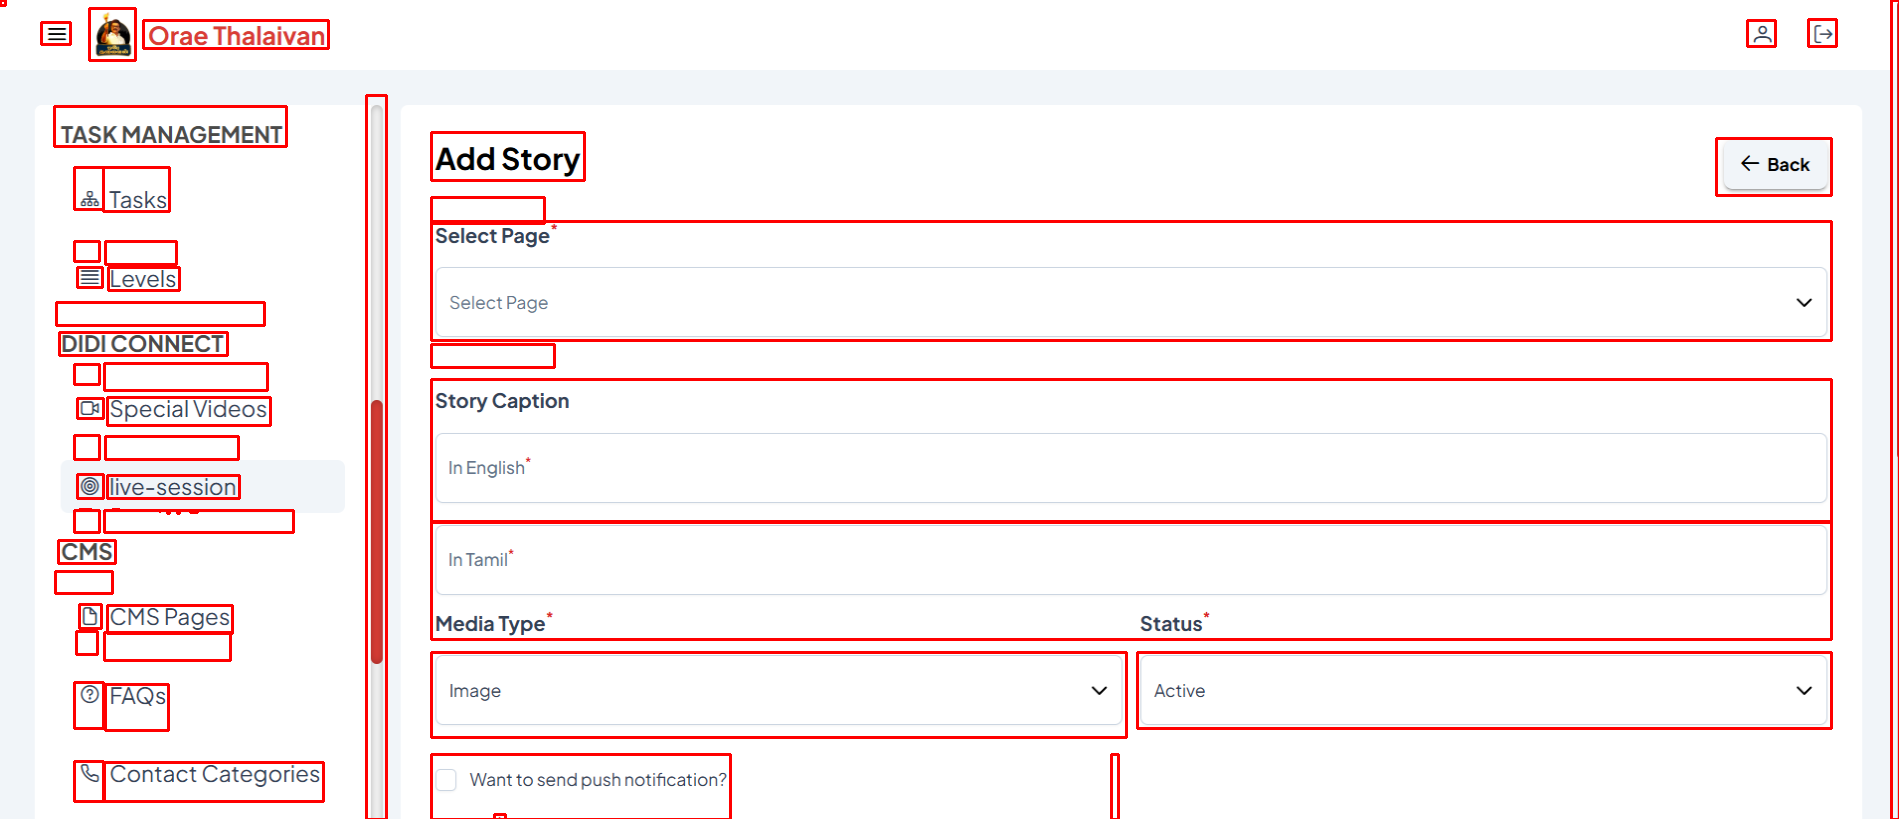 Orae Thalaivan
TASK MANAGEMENT
Tasks
Levels
DIDI CONNECT
Special Videos
live-session
CMS
CMS Pages
FAQs
Contact Categories
Add Story
Back
Select Page*
Select Page
Story Caption
In English*
In Tamil*
Media Type*
Status*
Image
Active
Want to send push notification?